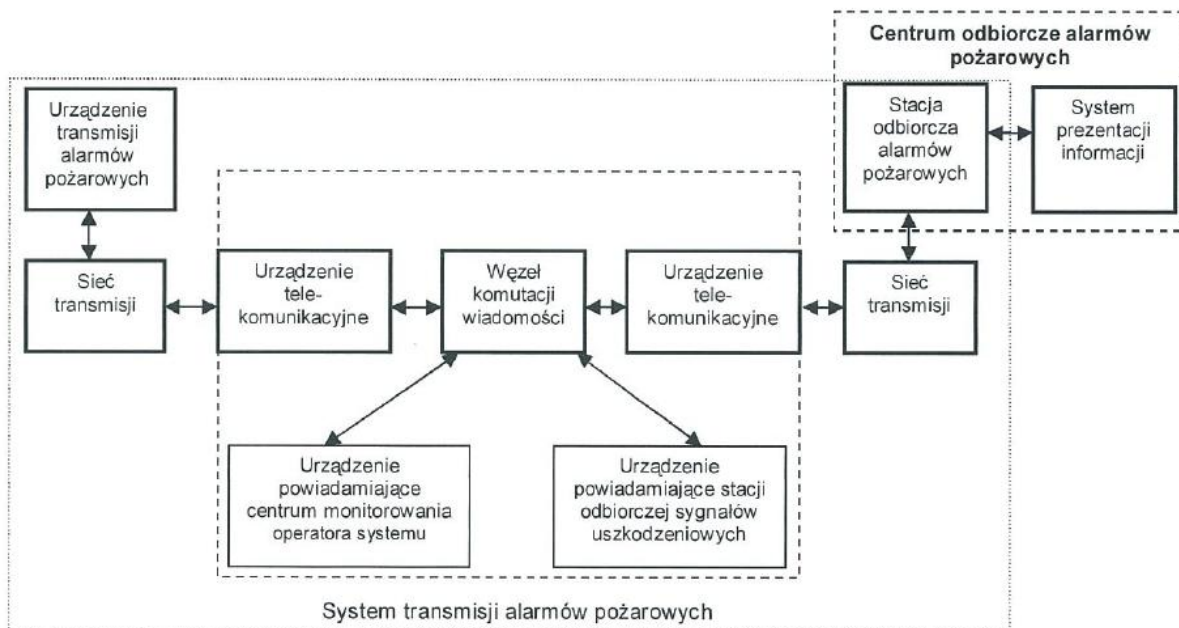 Centrum odbiorcze alarmów
pożarowych
Urządzenie
transmisji
alarmów
pożarowych
Stacja
odbiorcza
alarmów
pożarowych
System
prezentacji
informacji
Sieć
transmisji
Urządzenie
tele-
komunikacyjne
Węzeł
komutacji
wiadomości
Urządzenie
tele-
komunikacyjne
Sieć
transmisji
Urządzenie
powiadamiające
centrum monitorowania
operatora systemu
Urządzenie
powiadamiające stacji
odbiorczej sygnałów
uszkodzeniowych
System transmisji alarmów pożarowych